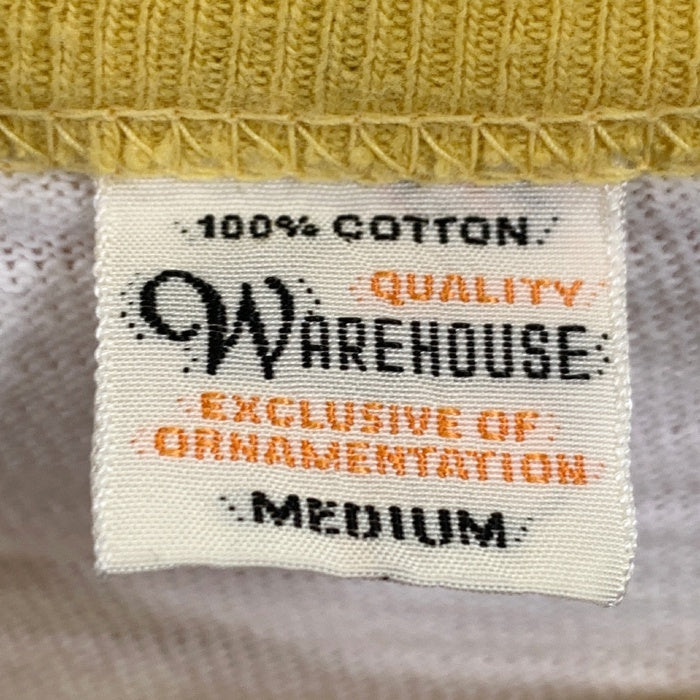 100% COTTON
QUALITY
WAREHOUSE
EXCLUSIVE OF
ORNAMENTATION
MEDIUM